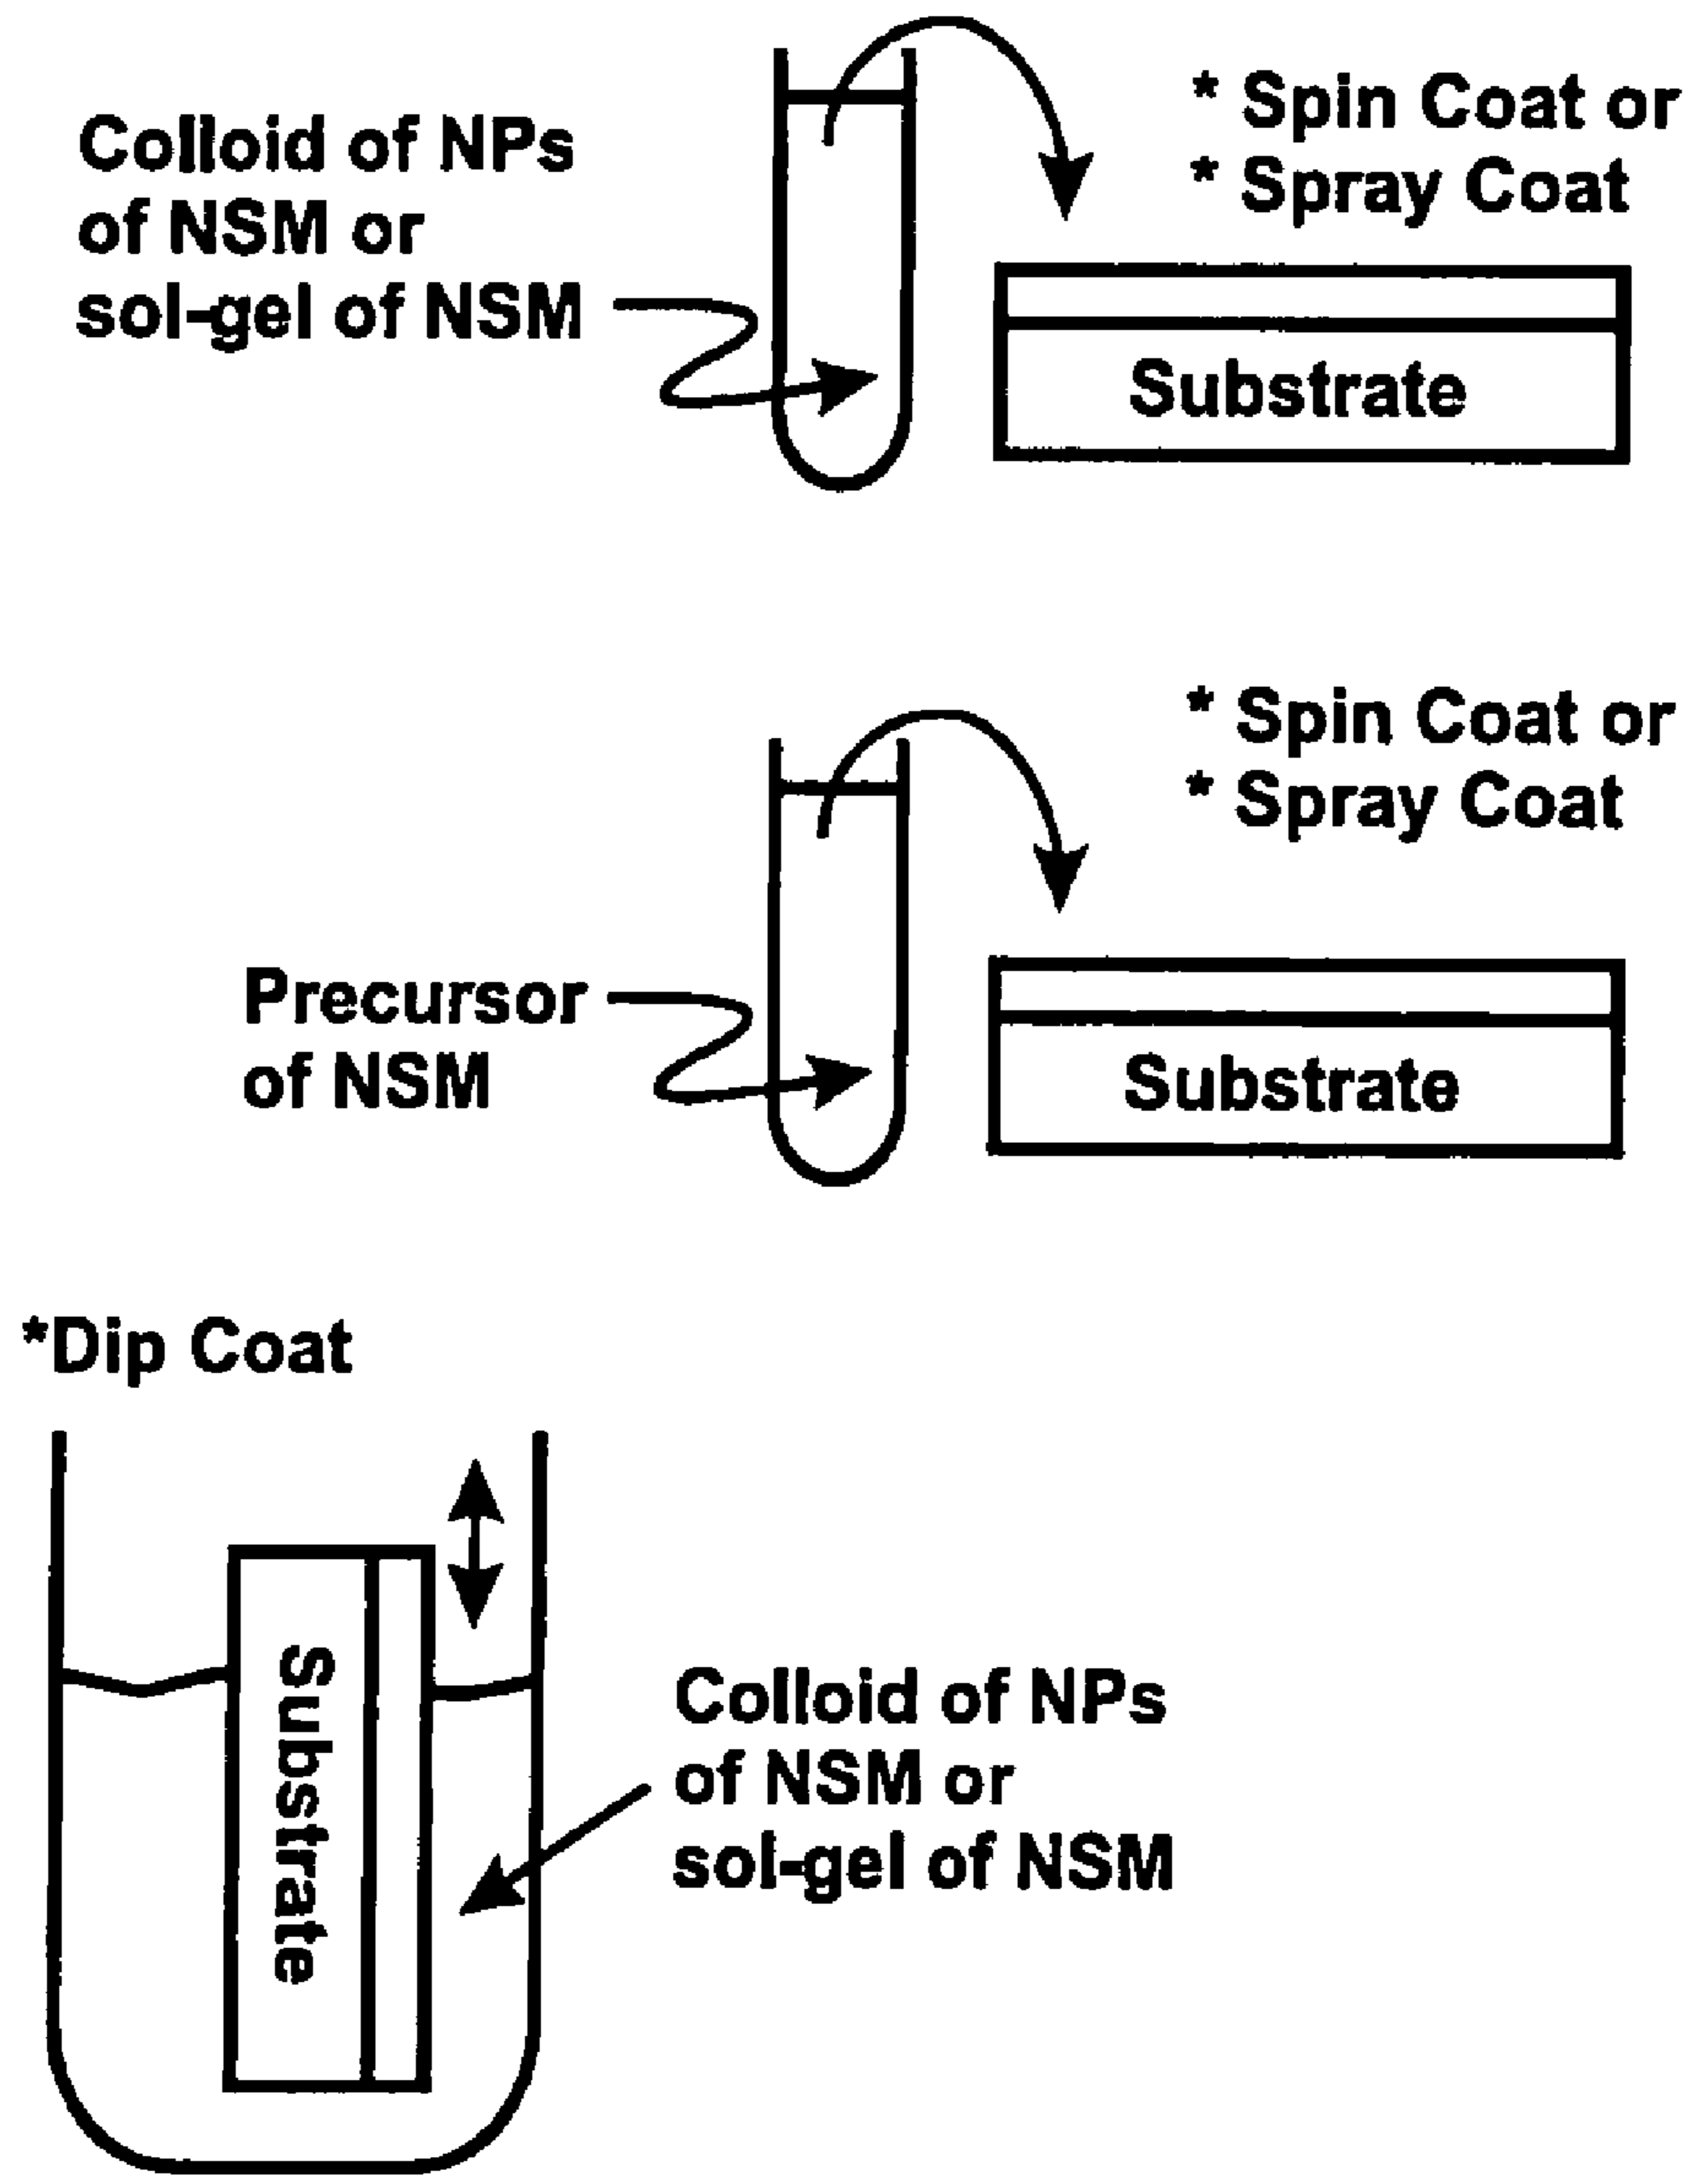 Colloid of NPs
of NSM or
sol-gel of NSM
* Spin Coat or
* Spray Coat
Substrate
* Spin Coat or
* Spray Coat
Precursor
of NSM
Substrate
*Dip Coat
Substrate
Colloid of NPs
of NSM or
sol-gel of NSM